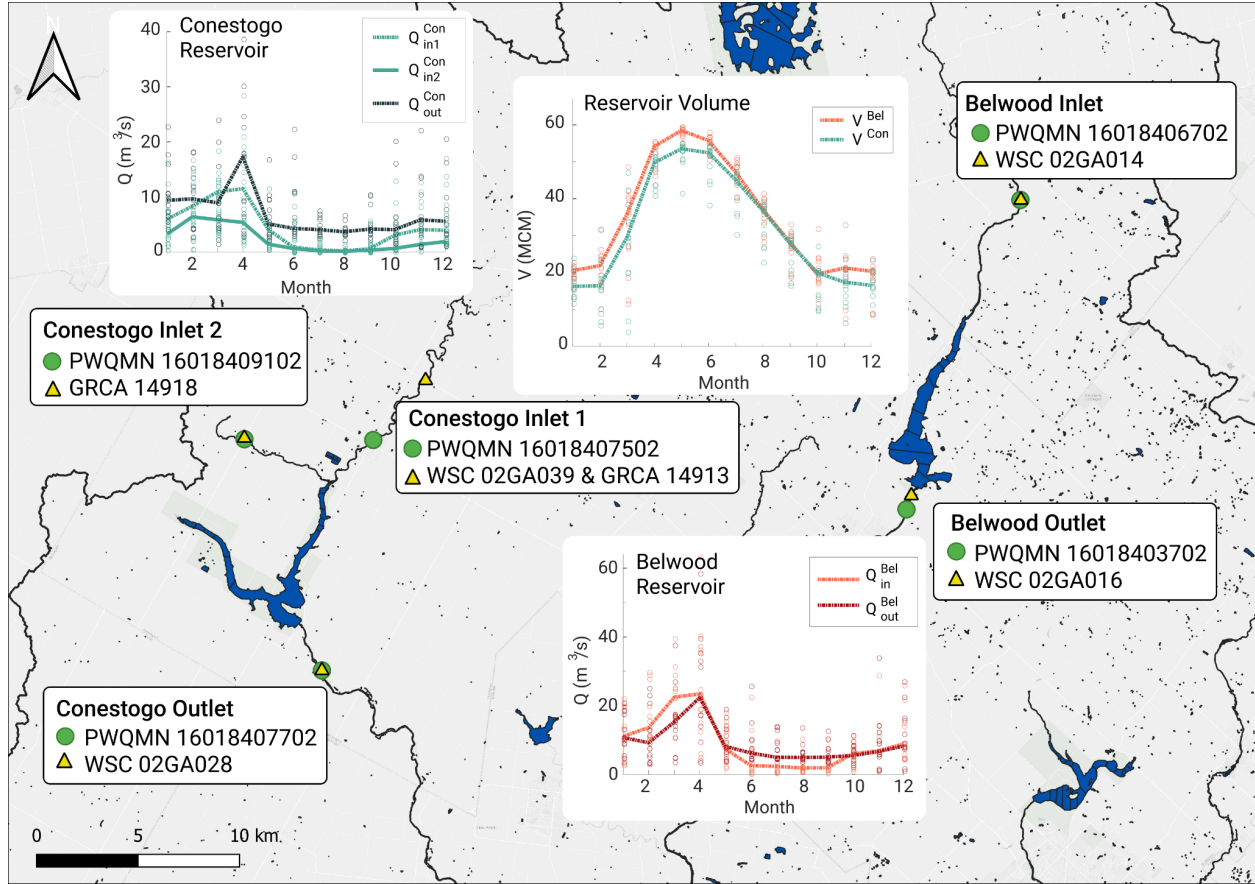 N
Conestogo
Reservoir
40
30
20
10
0
Q (m³/s)
2
4
6
8
10
12
Month
Q Con in1
Q Con in2
Q Con out
Reservoir Volume
V Bel
V Con
60
40
20
0
V (MCM)
2
4
6
8
10
12
Month
Belwood Inlet
PWQMN 16018406702
WSC 02GA014
Conestogo Inlet 2
PWQMN 16018409102
GRCA 14918
Conestogo Inlet 1
PWQMN 16018407502
WSC 02GA039 & GRCA 14913
Belwood Outlet
PWQMN 16018403702
WSC 02GA016
Belwood
Reservoir
60
40
20
0
Q (m³/s)
2
4
6
8
10
12
Month
Q Bel in
Q Bel out
Conestogo Outlet
PWQMN 16018407702
WSC 02GA028
0 5 10 km